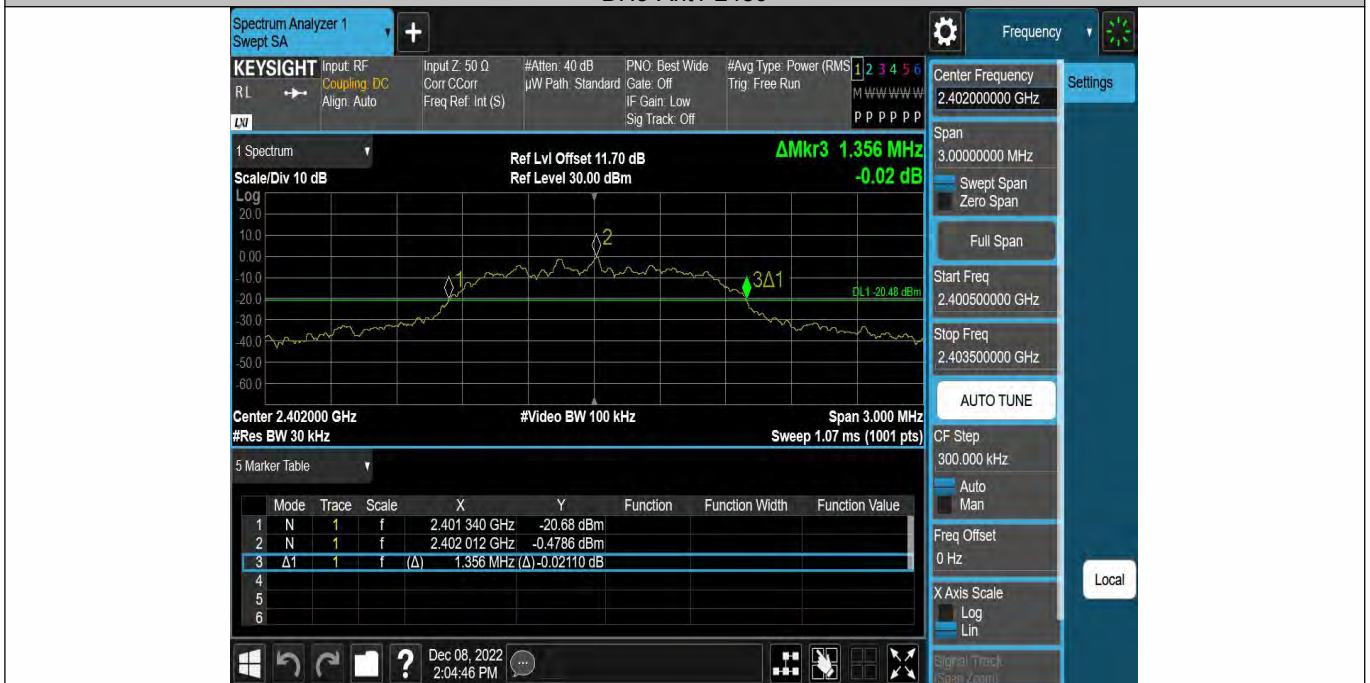 Spectrum Analyzer 1
Swept SA
+
Frequency
KEYSIGHT
RL
LXI
Input: RF
Coupling: DC
Align: Auto
Input Z: 50 Ω
Corr CCorr
Freq Ref: Int (S)
#Atten: 40 dB
µW Path: Standard
PNO: Best Wide
Gate: Off
IF Gain: Low
Sig Track: Off
#Avg Type: Power (RMS
Trig: Free Run
1 2 3 4 5 6
M W W W W W
P P P P P P
1 Spectrum
Scale/Div 10 dB
Ref Lvl Offset 11.70 dB
Ref Level 30.00 dBm
ΔMkr3 1.356 MHz
-0.02 dB
Log
20.0
10.0
0.00
-10.0
-20.0
-30.0
-40.0
-50.0
-60.0
1
2
3Δ1
DL1 -20.48 dBm
Center 2.402000 GHz
#Video BW 100 kHz
Span 3.000 MHz
#Res BW 30 kHz
Sweep 1.07 ms (1001 pts)
5 Marker Table
Mode Trace Scale X Y Function Function Width Function Value
1 N 1 f 2.401 340 GHz -20.68 dBm
2 N 1 f 2.402 012 GHz -0.4786 dBm
3 Δ1 1 f (Δ) 1.356 MHz (Δ) -0.02110 dB
4
5
6
Dec 08, 2022
2:04:46 PM
Center Frequency
2.402000000 GHz
Settings
Span
3.00000000 MHz
Swept Span
Zero Span
Full Span
Start Freq
2.400500000 GHz
Stop Freq
2.403500000 GHz
AUTO TUNE
CF Step
300.000 kHz
Auto
Man
Freq Offset
0 Hz
X Axis Scale
Log
Lin
Signal Track
(Span Zoom)
Local